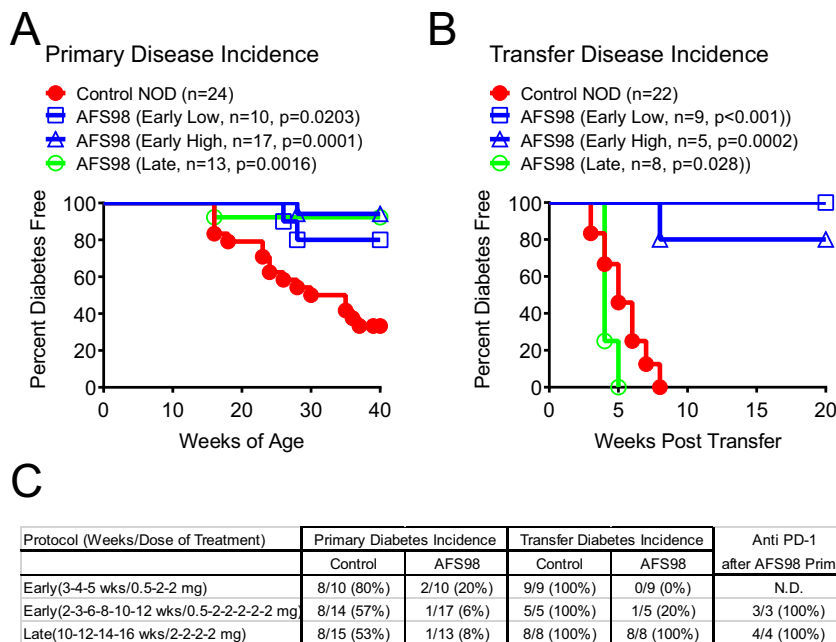 A
Primary Disease Incidence
Control NOD (n=24)
AFS98 (Early Low, n=10, p=0.0203)
AFS98 (Early High, n=17, p=0.0001)
AFS98 (Late, n=13, p=0.0016)
Percent Diabetes Free
100
80
60
40
20
0
0 10 20 30 40
Weeks of Age
B
Transfer Disease Incidence
Control NOD (n=22)
AFS98 (Early Low, n=9, p<0.001))
AFS98 (Early High, n=5, p=0.0002)
AFS98 (Late, n=8, p=0.028))
Percent Diabetes Free
100
80
60
40
20
0
0 5 10 15 20
Weeks Post Transfer
C
Protocol (Weeks/Dose of Treatment) Primary Diabetes Incidence Transfer Diabetes Incidence Anti PD-1
Control AFS98 Control AFS98 after AFS98 Prim
Early(3-4-5 wks/0.5-2-2 mg) 8/10 (80%) 2/10 (20%) 9/9 (100%) 0/9 (0%) N.D.
Early(2-3-6-8-10-12 wks/0.5-2-2-2-2-2 mg) 8/14 (57%) 1/17 (6%) 5/5 (100%) 1/5 (20%) 3/3 (100%)
Late(10-12-14-16 wks/2-2-2-2 mg) 8/15 (53%) 1/13 (8%) 8/8 (100%) 8/8 (100%) 4/4 (100%)